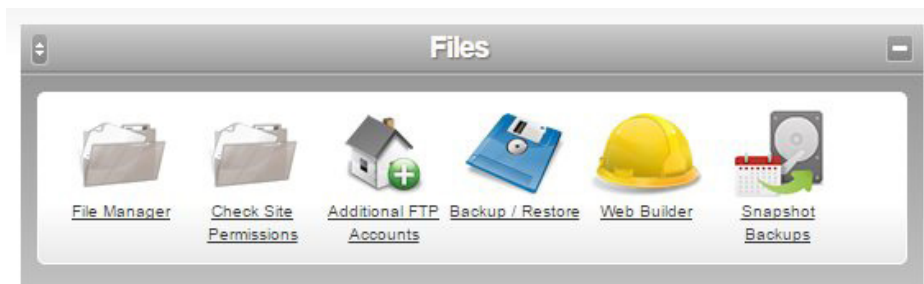 Files
File Manager
Check Site
Permissions
Additional FTP
Accounts
Backup / Restore
Web Builder
Snapshot
Backups